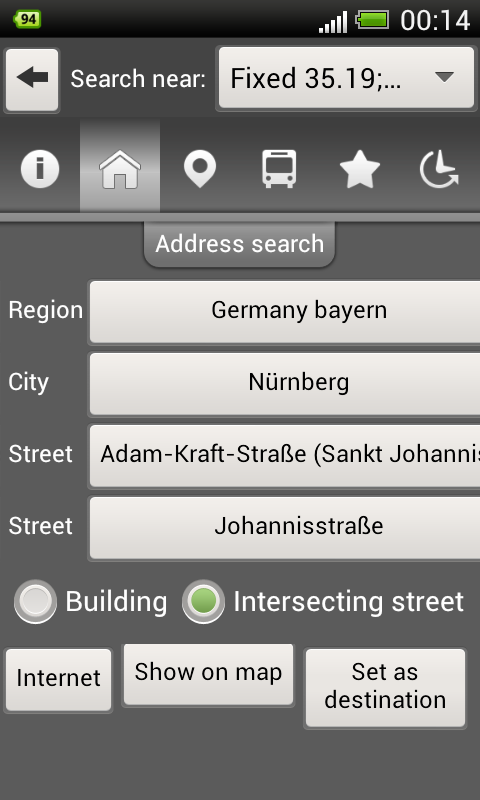 94
00:14
Search near:
Fixed 35.19;...
Address search
Region
Germany bayern
City
Nürnberg
Street
Adam-Kraft-Straße (Sankt Johannis
Street
Johannisstraße
Building
Intersecting street
Internet
Show on map
Set as
destination